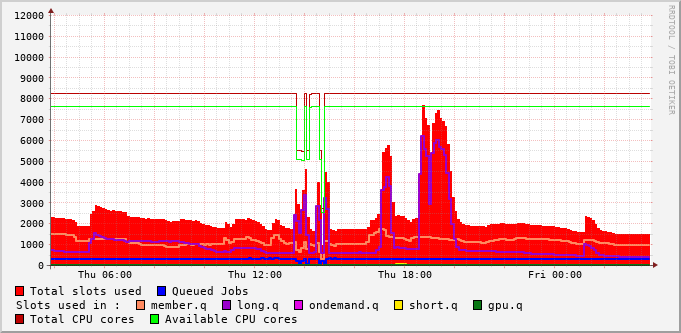 RRDTOOL / TOBI OETIKER
12000
11000
10000
9000
8000
7000
6000
5000
4000
3000
2000
1000
0
Thu 06:00 Thu 12:00 Thu 18:00 Fri 00:00
Total slots used Queued Jobs
Slots used in : member.q long.q ondemand.q short.q gpu.q
Total CPU cores Available CPU cores